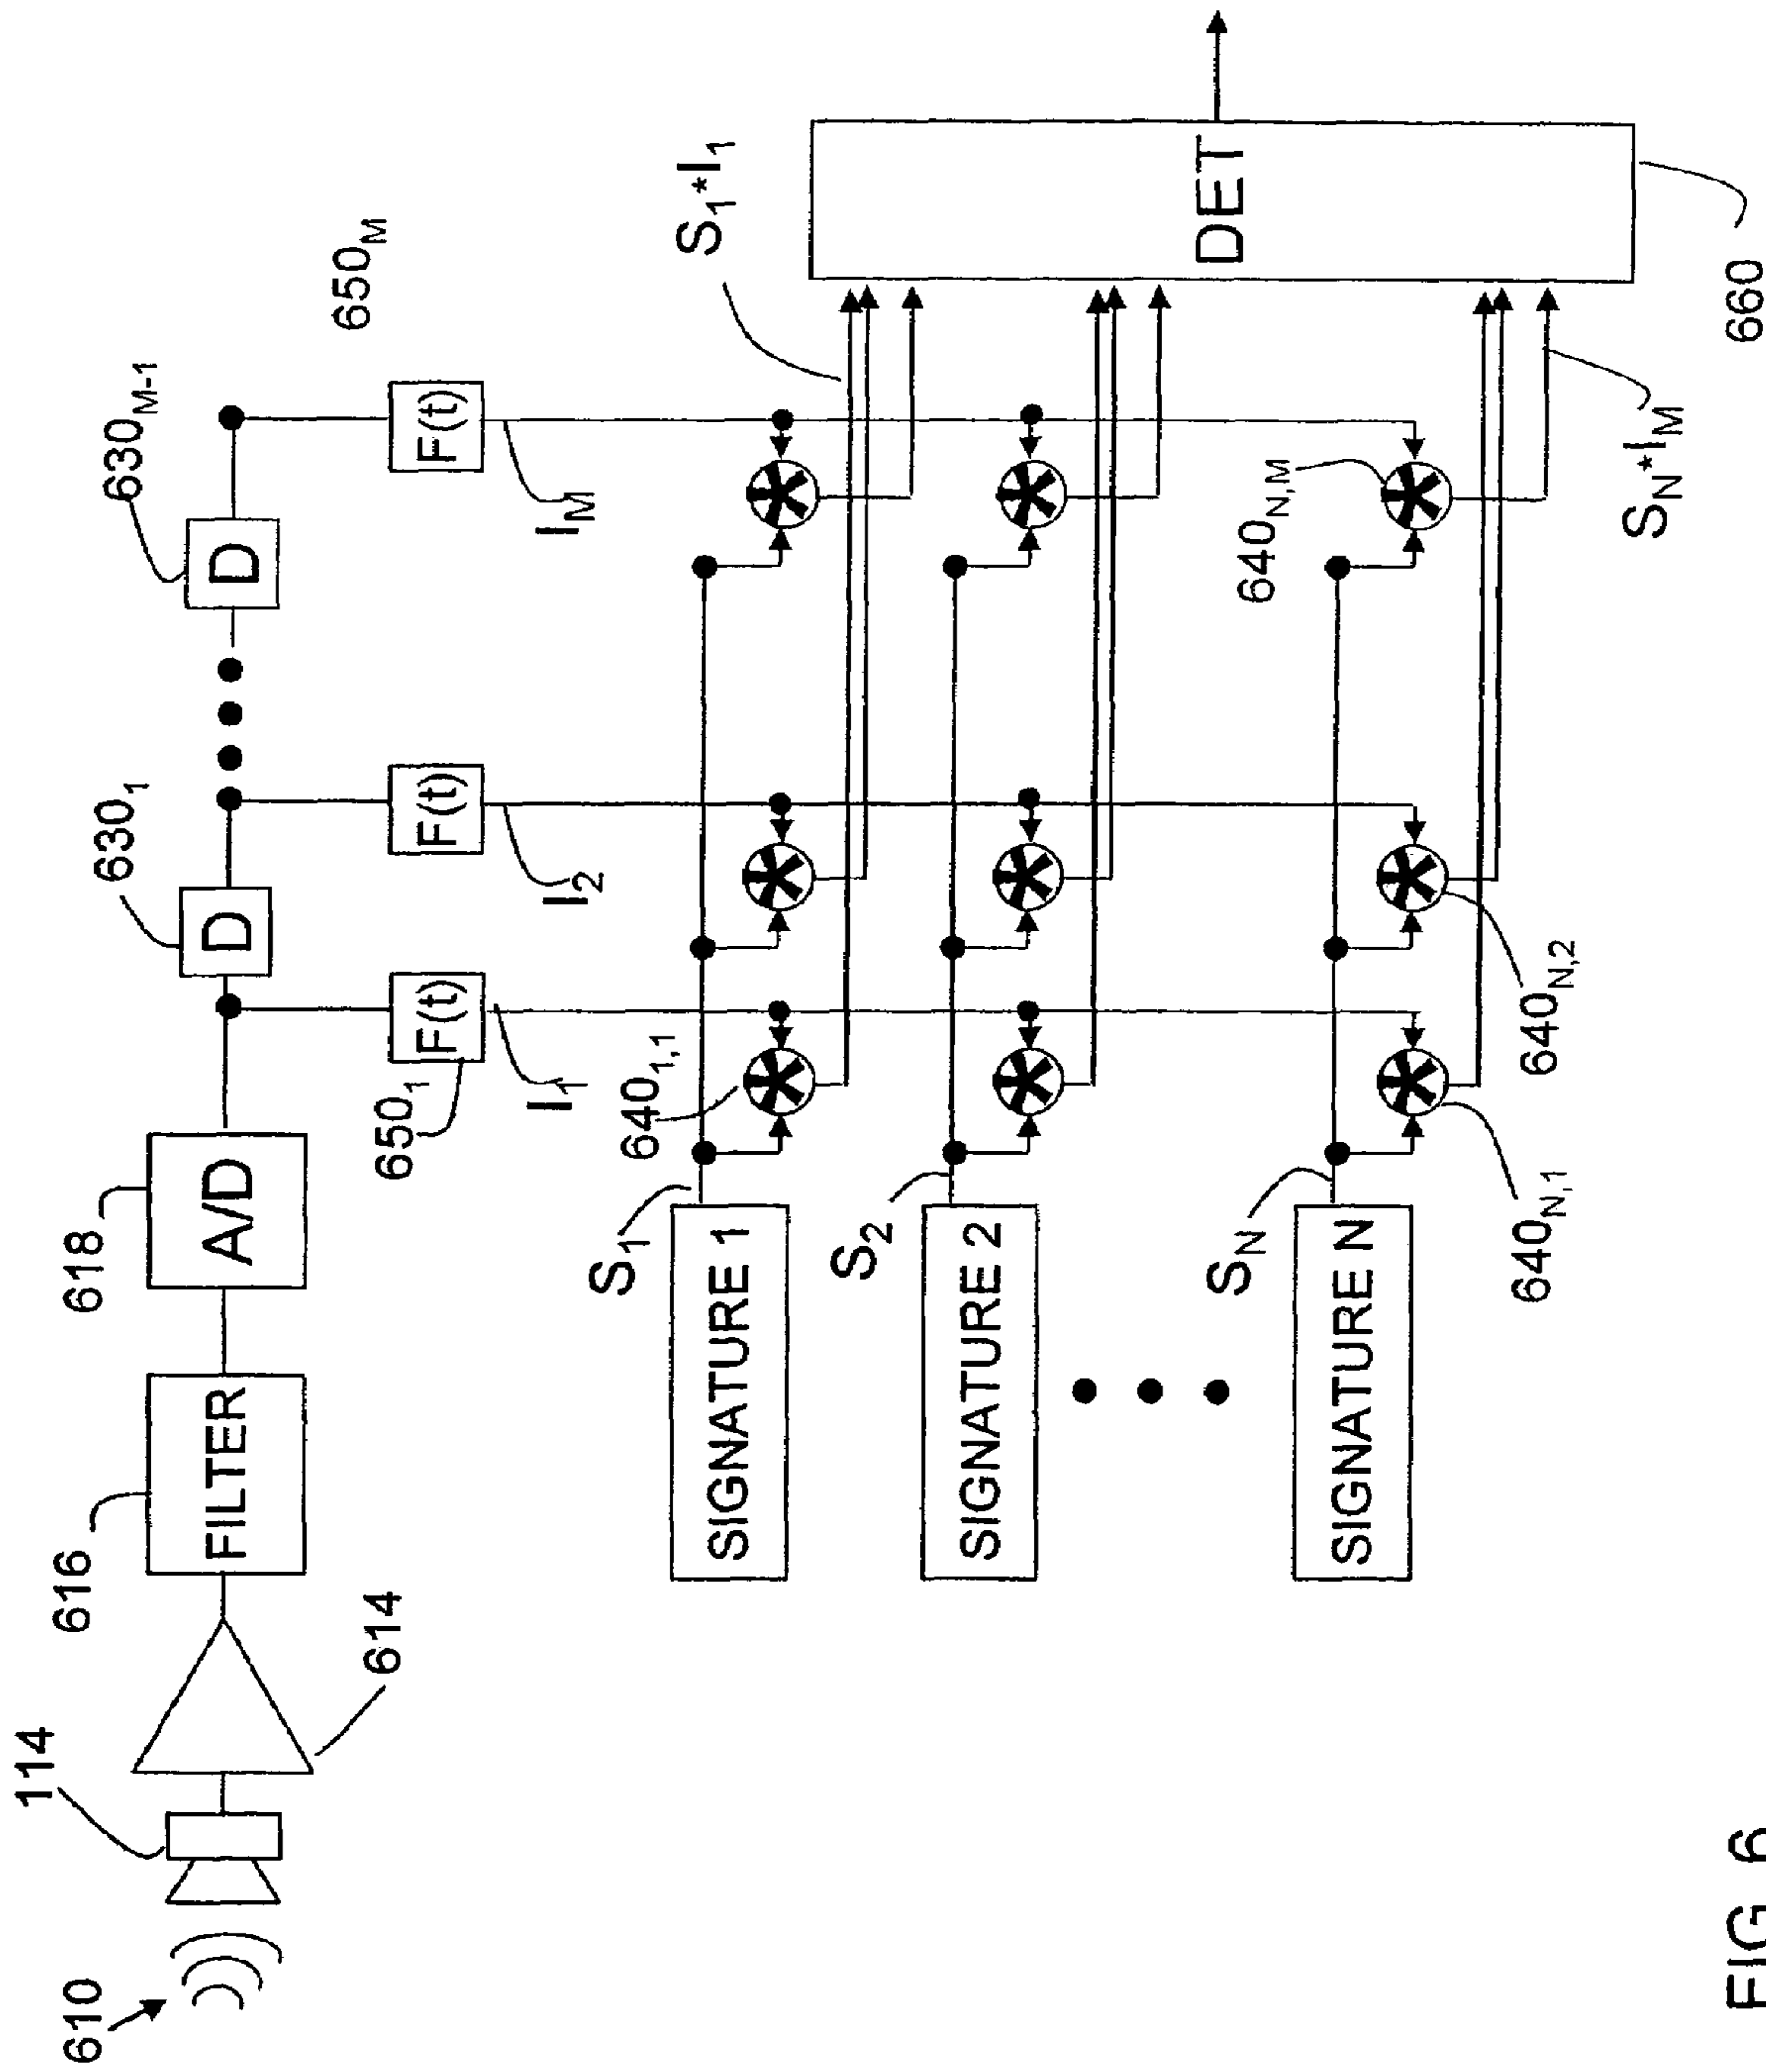 610
114
614
616
FILTER
618
A/D
630₁
D
630M-1
D
650₁
F(t)
F(t)
F(t)
650M
I₁
I₂
IM
S₁
SIGNATURE 1
640₁,₁
S₁*I₁
S₂
SIGNATURE 2
SN
SIGNATURE N
640N,1
640N,2
640N,M
SN*IM
DET
660
FIG. 6